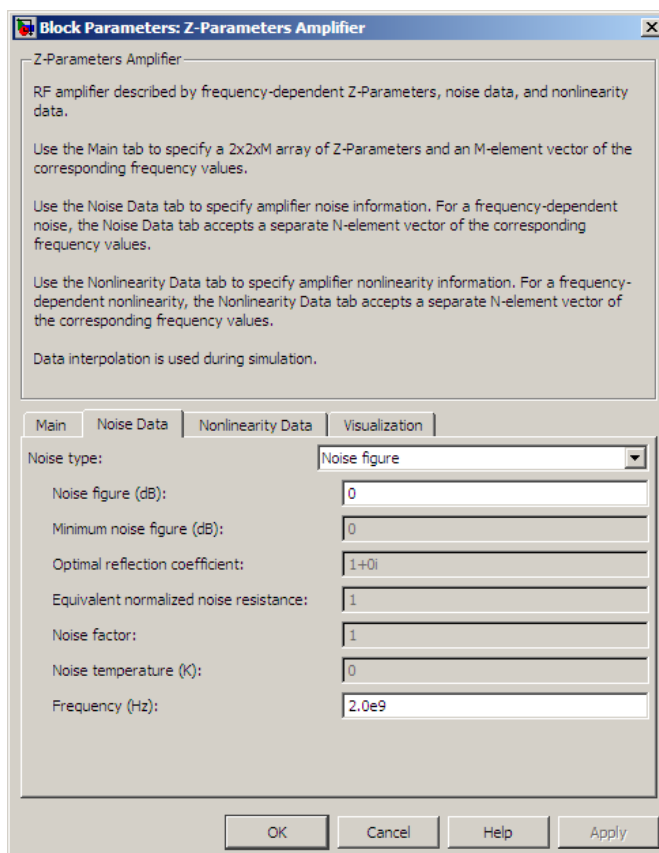 Block Parameters: Z-Parameters Amplifier
Z-Parameters Amplifier
RF amplifier described by frequency-dependent Z-Parameters, noise data, and nonlinearity
data.
Use the Main tab to specify a 2x2xM array of Z-Parameters and an M-element vector of the
corresponding frequency values.
Use the Noise Data tab to specify amplifier noise information. For a frequency-dependent
noise, the Noise Data tab accepts a separate N-element vector of the corresponding
frequency values.
Use the Nonlinearity Data tab to specify amplifier nonlinearity information. For a frequency-
dependent nonlinearity, the Nonlinearity Data tab accepts a separate N-element vector of
the corresponding frequency values.
Data interpolation is used during simulation.
Main Noise Data Nonlinearity Data Visualization
Noise type: Noise figure
Noise figure (dB): 0
Minimum noise figure (dB): 0
Optimal reflection coefficient: 1+0i
Equivalent normalized noise resistance: 1
Noise factor: 1
Noise temperature (K): 0
Frequency (Hz): 2.0e9
OK Cancel Help Apply